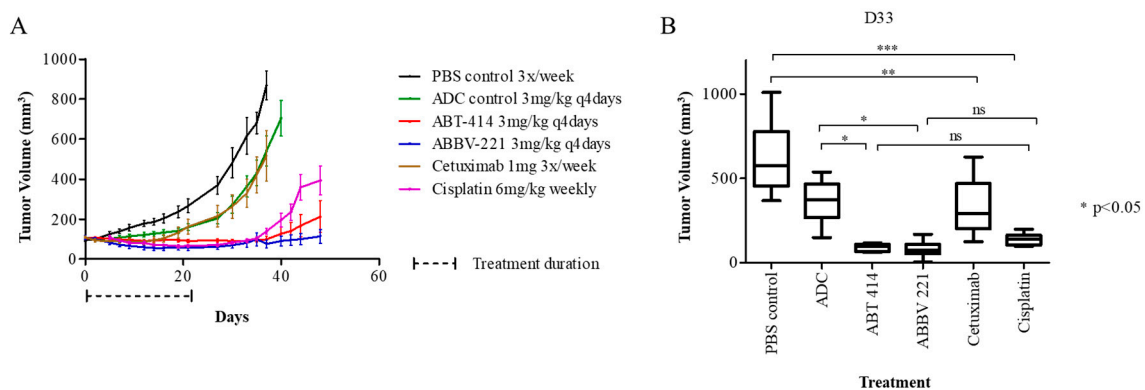 A
1000
800
600
400
200
0
0
20
40
60
Tumor Volume (mm³)
Days
PBS control 3x/week
ADC control 3mg/kg q4days
ABT-414 3mg/kg q4days
ABBV-221 3mg/kg q4days
Cetuximab 1mg 3x/week
Cisplatin 6mg/kg weekly
Treatment duration
B
D33
***
**
*
*
ns
ns
1000
500
0
Tumor Volume (mm³)
PBS control
ADC
ABT 414
ABBV 221
Cetuximab
Cisplatin
Treatment
* p<0.05